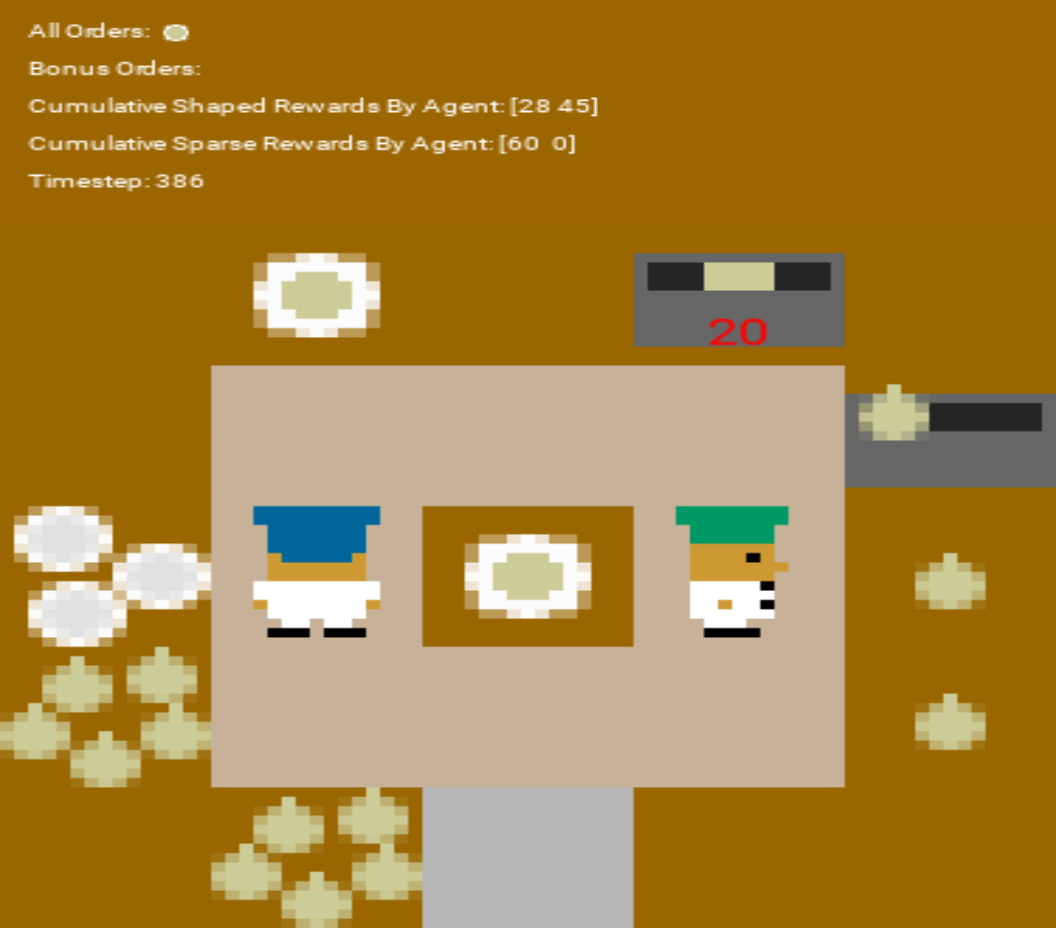 All Orders:
Bonus Orders:
Cumulative Shaped Rewards By Agent: [28 45]
Cumulative Sparse Rewards By Agent: [60 0]
Timestep: 386
20